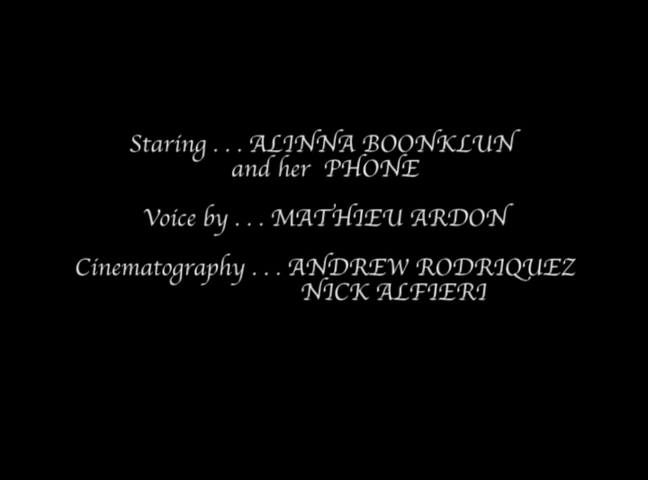 Staring . . . ALINNA BOONKLUN
and her PHONE
Voice by . . . MATHIEU ARDON
Cinematography . . . ANDREW RODRIQUEZ
NICK ALFIERI